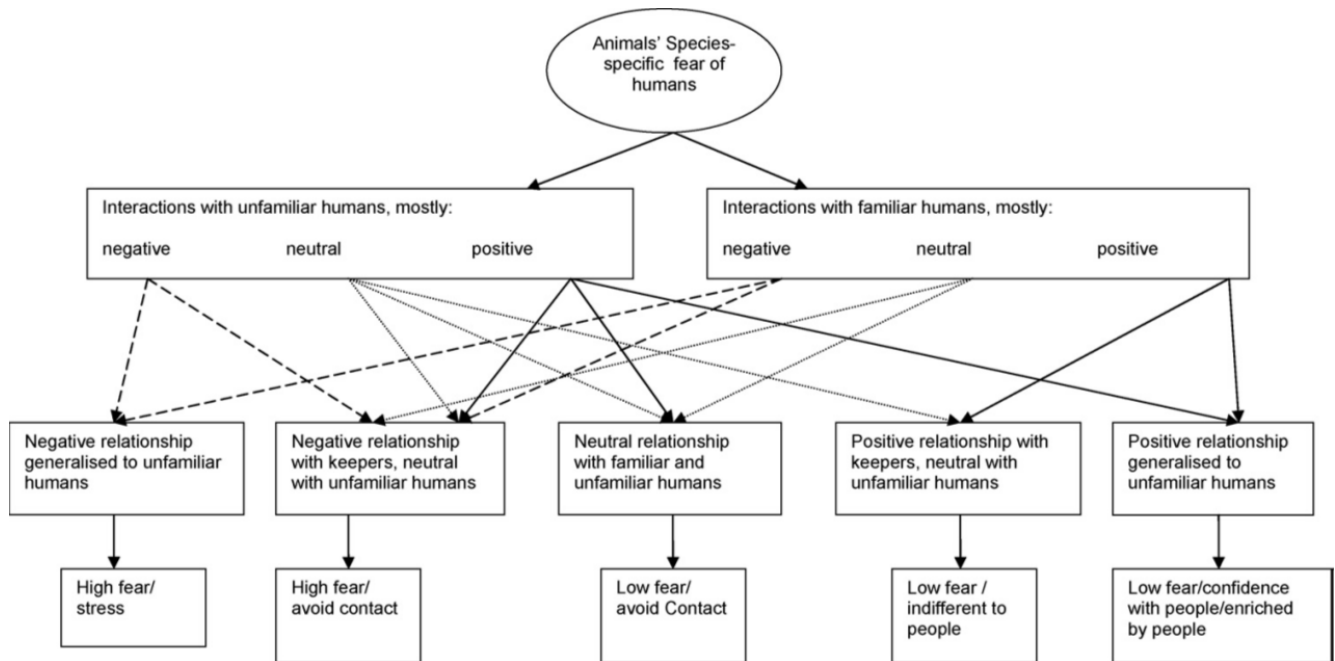 Animals' Species-
specific fear of
humans
Interactions with unfamiliar humans, mostly:
negative neutral positive
Interactions with familiar humans, mostly:
negative neutral positive
Negative relationship
generalised to unfamiliar
humans
Negative relationship
with keepers, neutral
with unfamiliar humans
Neutral relationship
with familiar and
unfamiliar humans
Positive relationship with
keepers, neutral with
unfamiliar humans
Positive relationship
generalised to
unfamiliar humans
High fear/
stress
High fear/
avoid contact
Low fear/
avoid Contact
Low fear /
indifferent to
people
Low fear/confidence
with people/enriched
by people